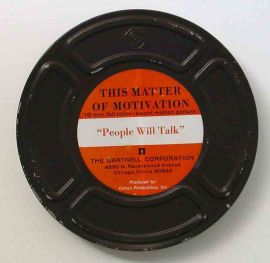 THIS MATTER
OF MOTIVATION
16 mm. full color-sound motion picture
"People Will Talk"
THE DARTNELL CORPORATION
4660 N. Ravenswood Avenue
Chicago, Illinois 60640
Produced by:
Calvin Productions, Inc.